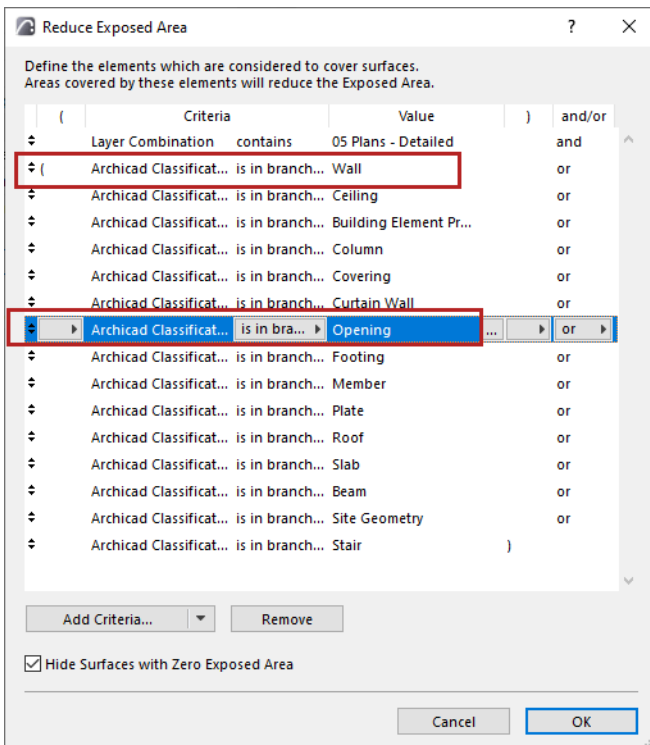 Reduce Exposed Area ?
Define the elements which are considered to cover surfaces.
Areas covered by these elements will reduce the Exposed Area.
( Criteria Value ) and/or
Layer Combination contains 05 Plans - Detailed and
( Archicad Classificat... is in branch... Wall or
Archicad Classificat... is in branch... Ceiling or
Archicad Classificat... is in branch... Building Element Pr... or
Archicad Classificat... is in branch... Column or
Archicad Classificat... is in branch... Covering or
Archicad Classificat... is in branch... Curtain Wall or
Archicad Classificat... is in bra... Opening ... or
Archicad Classificat... is in branch... Footing or
Archicad Classificat... is in branch... Member or
Archicad Classificat... is in branch... Plate or
Archicad Classificat... is in branch... Roof or
Archicad Classificat... is in branch... Slab or
Archicad Classificat... is in branch... Beam or
Archicad Classificat... is in branch... Site Geometry or
Archicad Classificat... is in branch... Stair )
Add Criteria... Remove
Hide Surfaces with Zero Exposed Area
Cancel OK